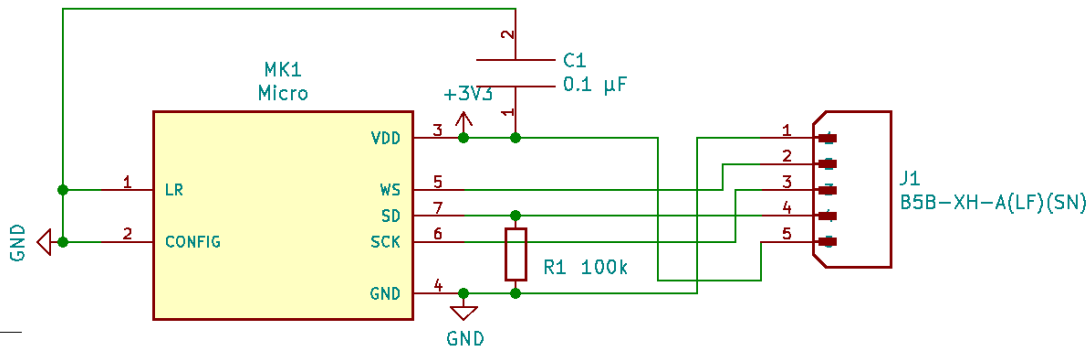 2
C1
0.1 µF
MK1
Micro
+3V3
1
VDD 3
1
2
3
4
5
J1
B5B-XH-A(LF)(SN)
1 LR
WS 5
SD 7
2 CONFIG
SCK 6
GND
R1 100k
GND 4
GND